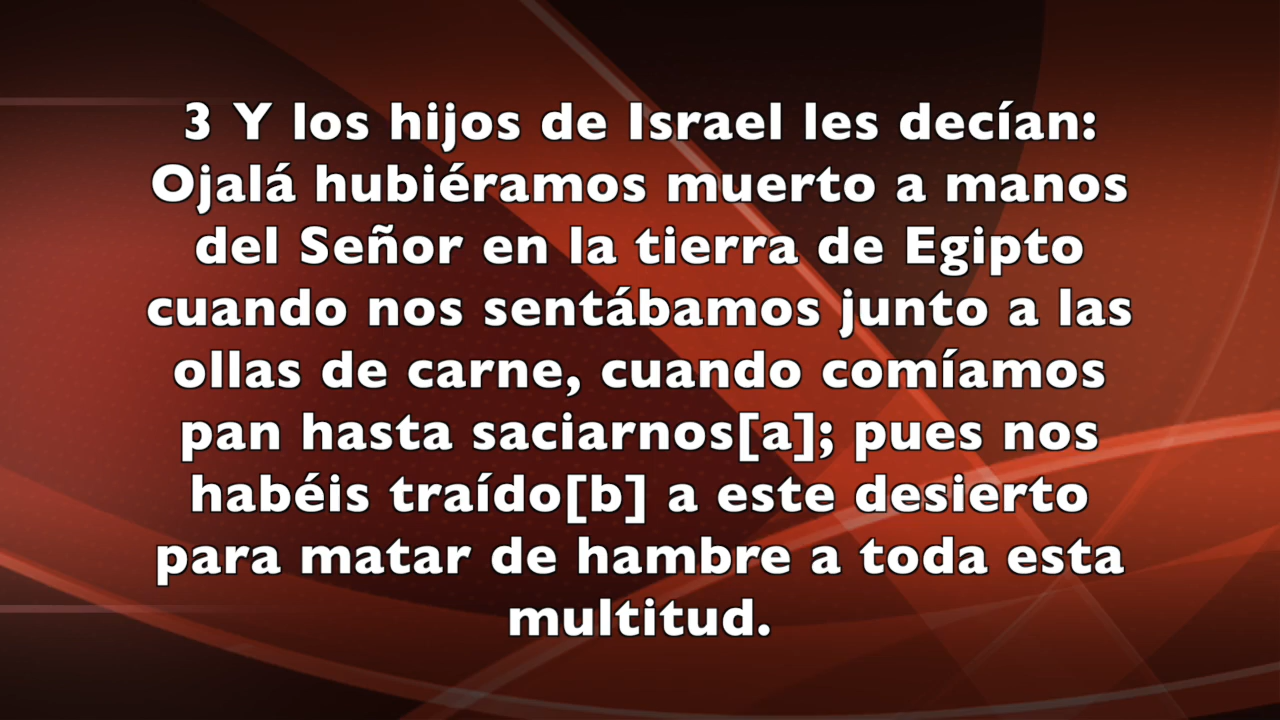 3 Y los hijos de Israel les decían:
Ojalá hubiéramos muerto a manos
del Señor en la tierra de Egipto
cuando nos sentábamos junto a las
ollas de carne, cuando comíamos
pan hasta saciarnos[a]; pues nos
habéis traído[b] a este desierto
para matar de hambre a toda esta
multitud.